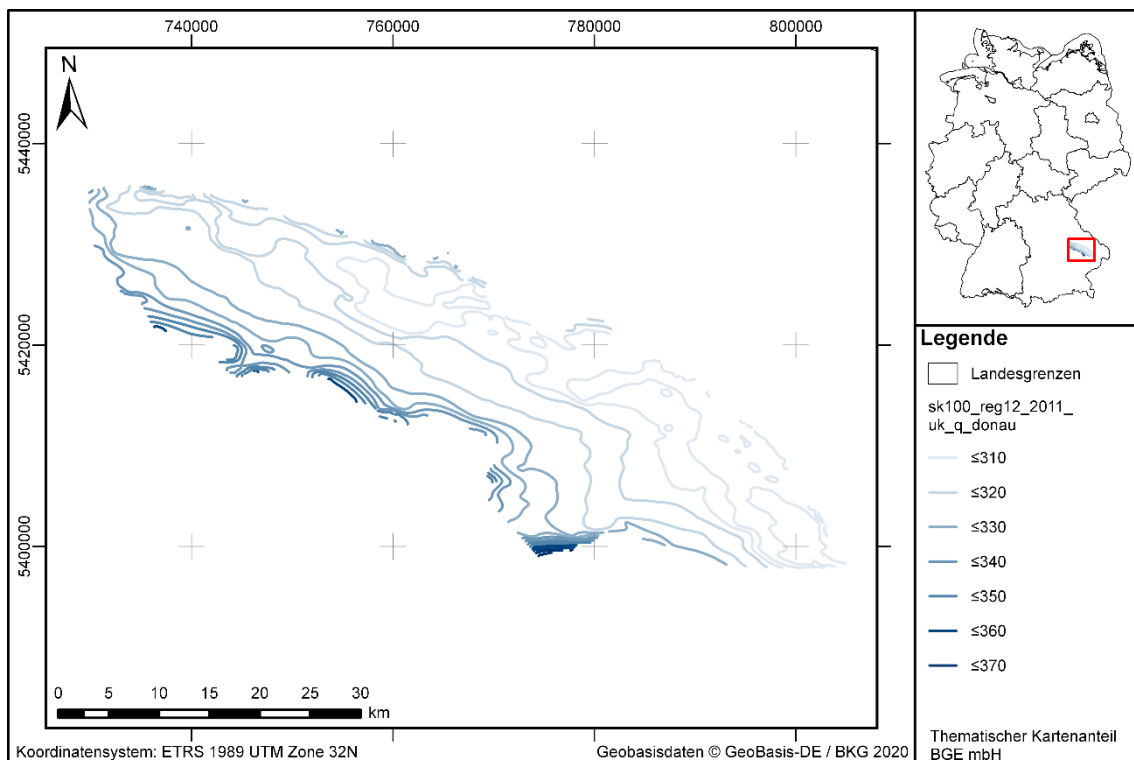 740000
760000
780000
800000
N
5440000
5420000
5400000
0 5 10 15 20 25 30
km
Koordinatensystem: ETRS 1989 UTM Zone 32N
Geobasisdaten © GeoBasis-DE / BKG 2020
Legende
Landesgrenzen
sk100_reg12_2011_
uk_q_donau
≤310
≤320
≤330
≤340
≤350
≤360
≤370
Thematischer Kartenanteil
BGE mbH